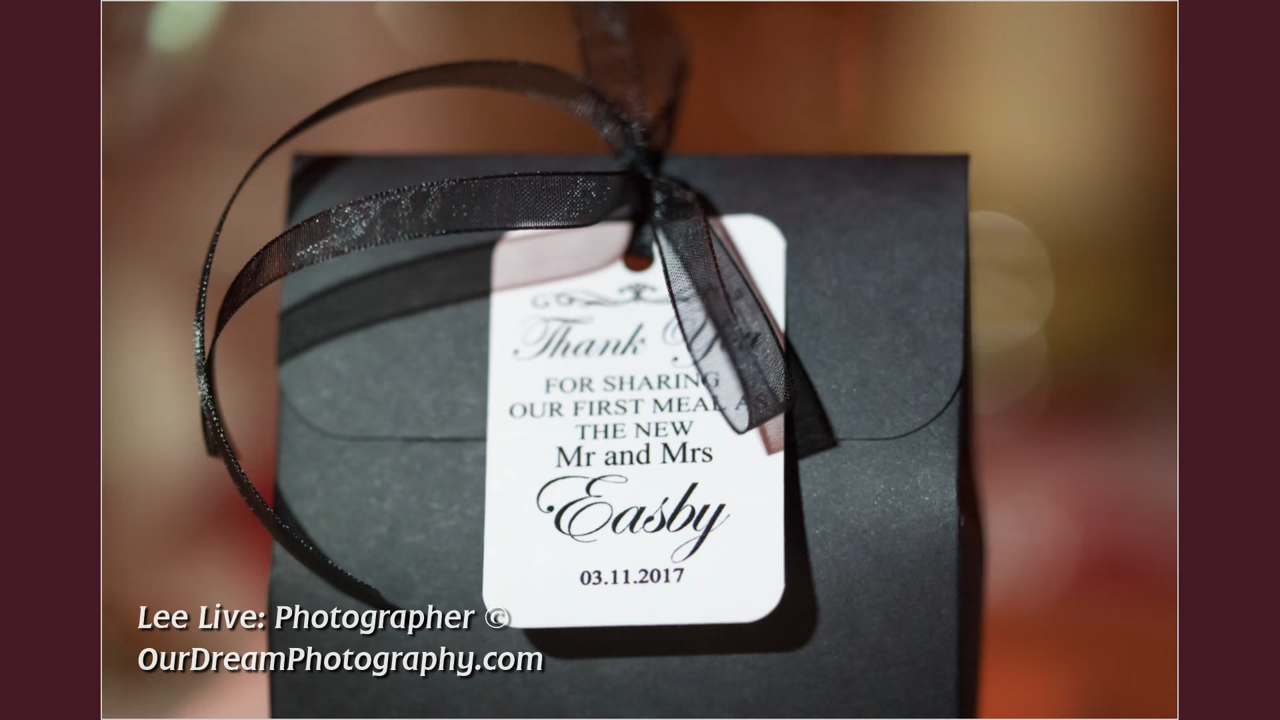 Thank You
FOR SHARING
OUR FIRST MEAL AS
THE NEW
Mr and Mrs
Easby
03.11.2017
Lee Live: Photographer ©
OurDreamPhotography.com